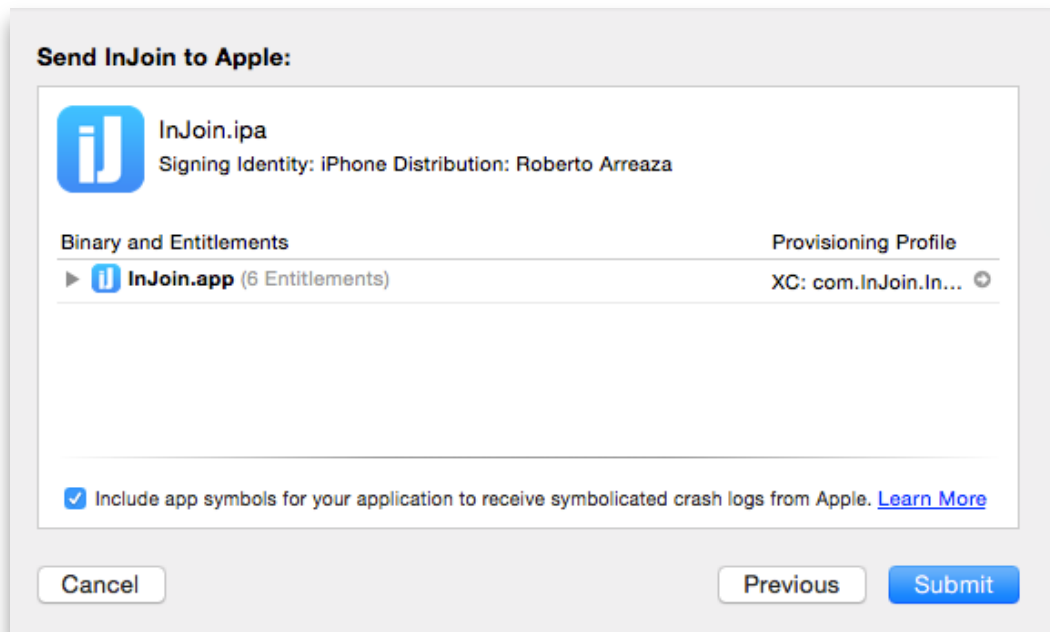 Send InJoin to Apple:
iJ
InJoin.ipa
Signing Identity: iPhone Distribution: Roberto Arreaza
Binary and Entitlements Provisioning Profile
iJ InJoin.app (6 Entitlements) XC: com.InJoin.In...
Include app symbols for your application to receive symbolicated crash logs from Apple. Learn More
Cancel Previous Submit